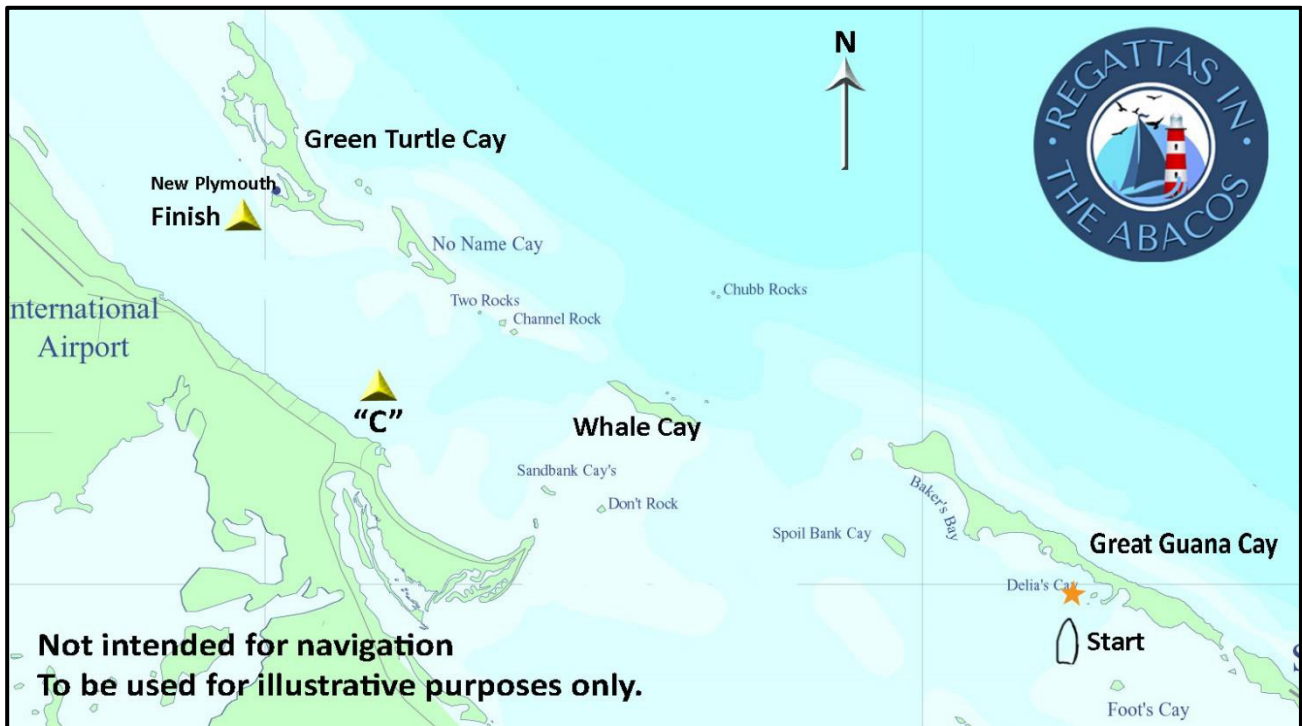 N
REGATTAS IN
THE ABACOS
Green Turtle Cay
New Plymouth
Finish
No Name Cay
Two Rocks
Channel Rock
Chubb Rocks
nternational
Airport
"C"
Whale Cay
Sandbank Cay's
Don't Rock
Baker's Bay
Spoil Bank Cay
Great Guana Cay
Delia's
Start
Not intended for navigation
To be used for illustrative purposes only.
Foot's Cay